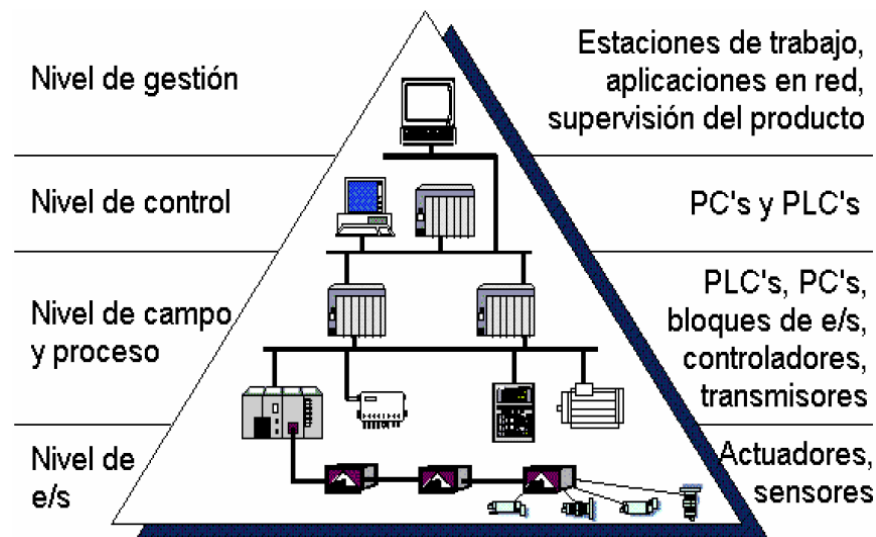 Nivel de gestión
Estaciones de trabajo,
aplicaciones en red,
supervisión del producto
Nivel de control
PC's y PLC's
Nivel de campo
y proceso
PLC's, PC's,
bloques de e/s,
controladores,
transmisores
Nivel de
e/s
Actuadores,
sensores